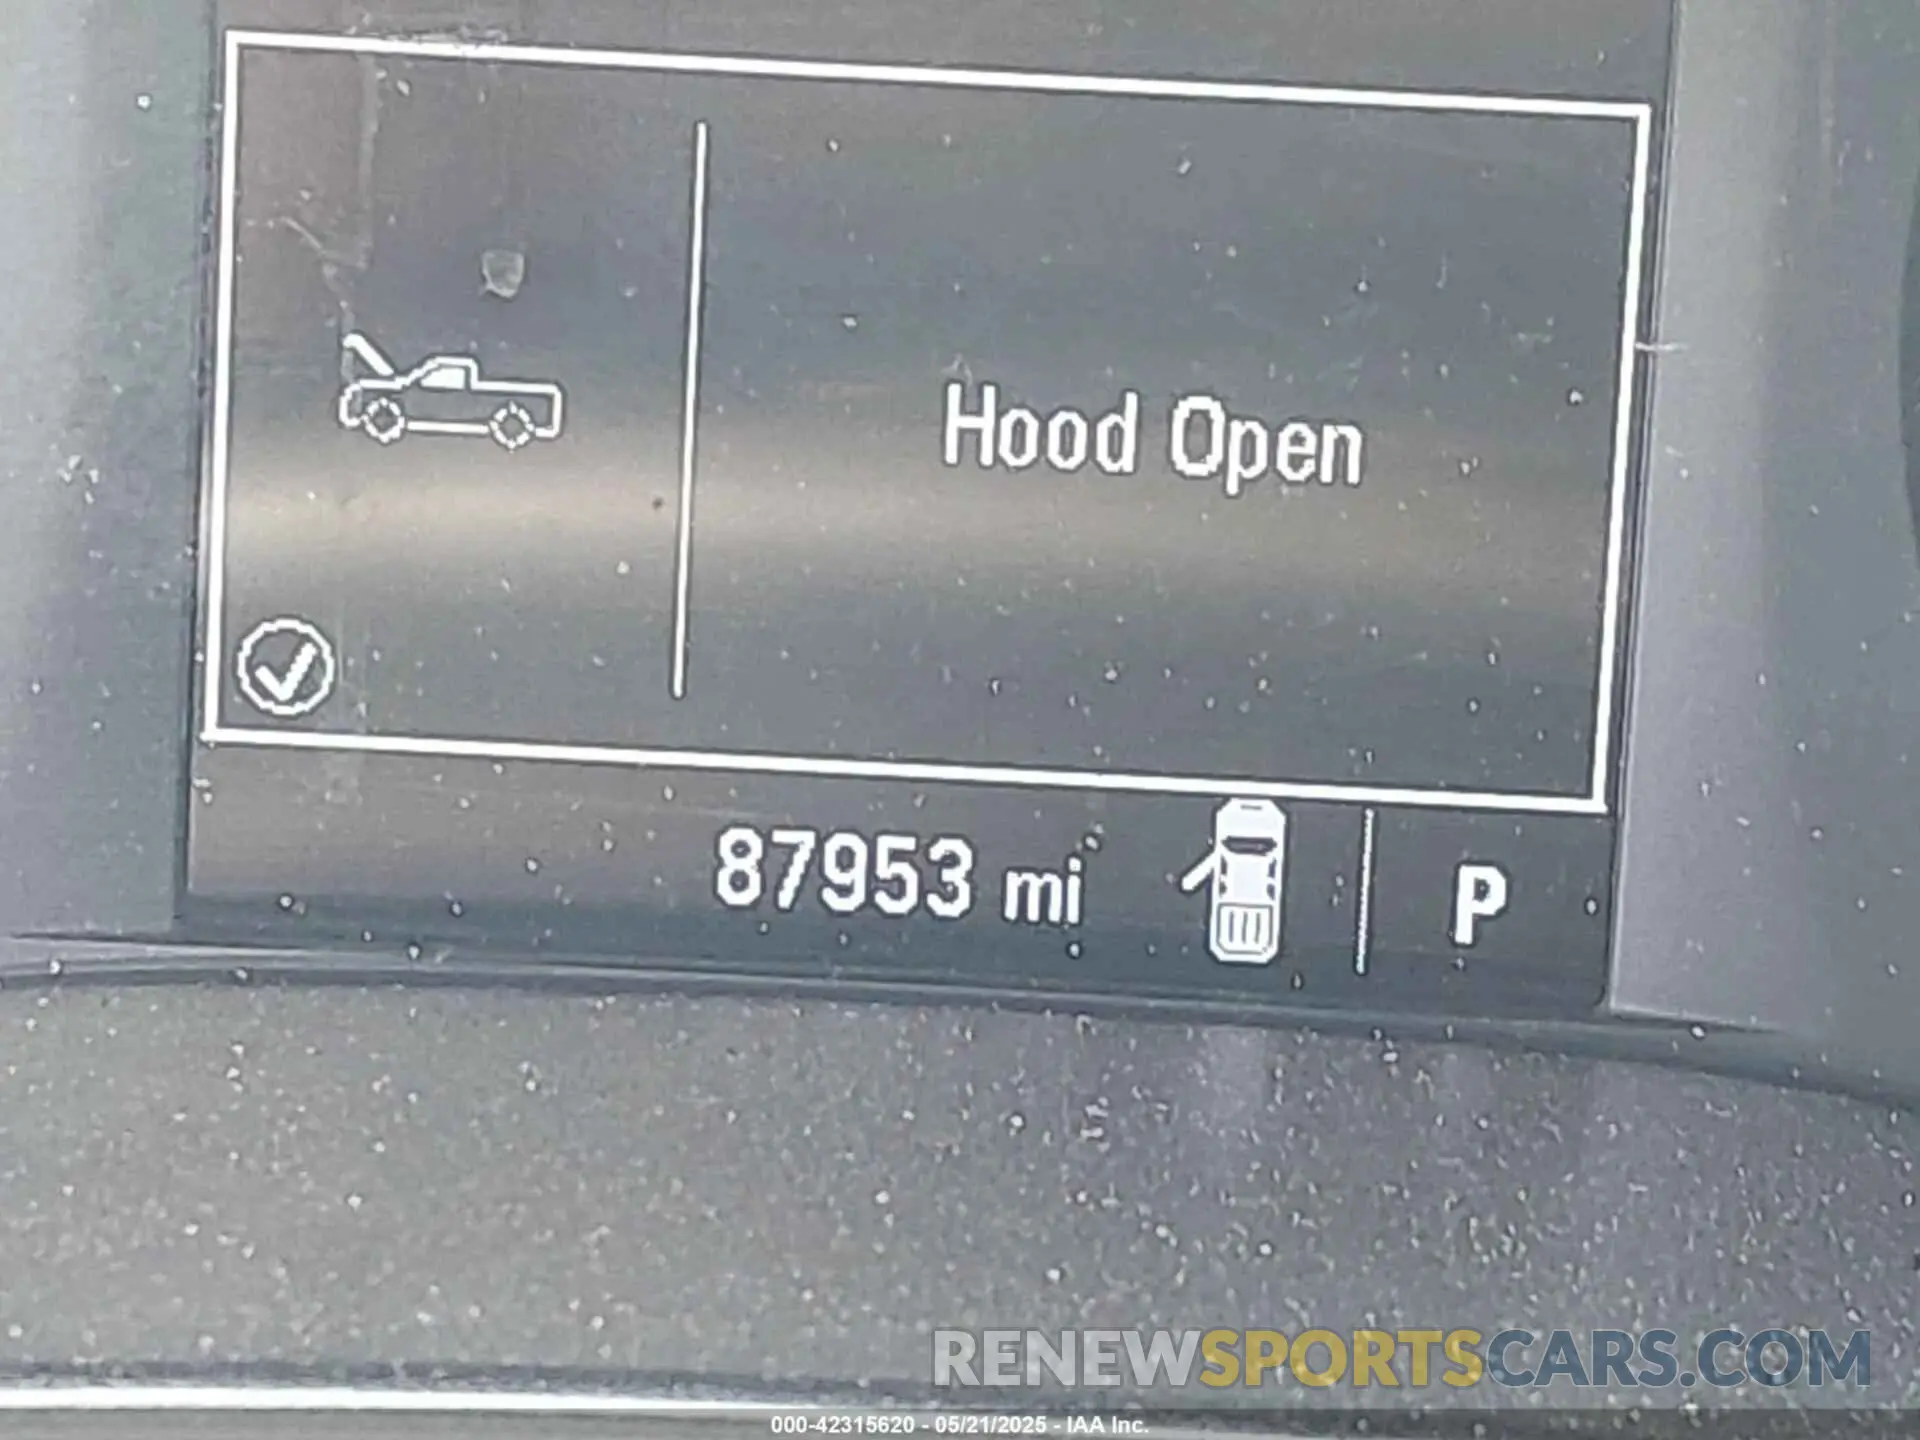 Hood Open
87953 mi
P
RENEWSPORTSCARS.COM
000-42315620 - 05/21/2025 - IAA Inc.